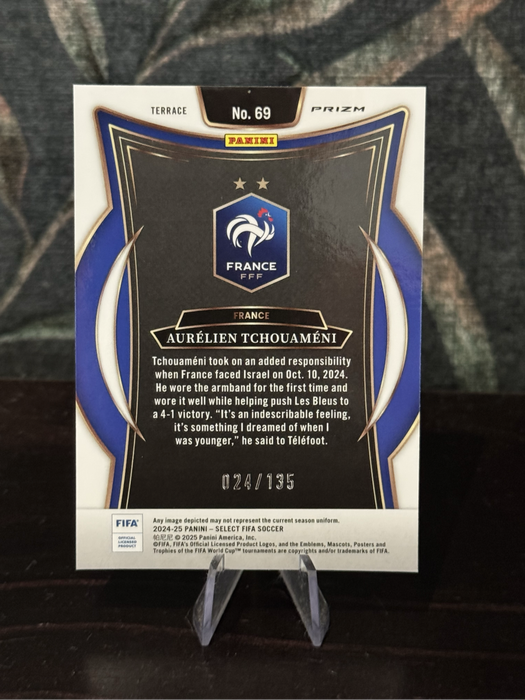 TERRACE
No. 69
PRIZM
PANINI
FRANCE
FFF
FRANCE
AURÉLIEN TCHOUAMÉNI
Tchouaméni took on an added responsibility
when France faced Israel on Oct. 10, 2024.
He wore the armband for the first time and
wore it well while helping push Les Bleus to
a 4-1 victory. “It’s an indescribable feeling,
it’s something I dreamed of when I
was younger,” he said to Téléfoot.
024/135
FIFA
OFFICIAL
LICENSED
PRODUCT
Any image depicted may not represent the current season uniform.
2024-25 PANINI – SELECT FIFA SOCCER
帕尼尼 © 2025 Panini America, Inc.
©FIFA, FIFA's Official Licensed Product Logos, and the Emblems, Mascots, Posters and
Trophies of the FIFA World Cup™ tournaments are copyrights and/or trademarks of FIFA.